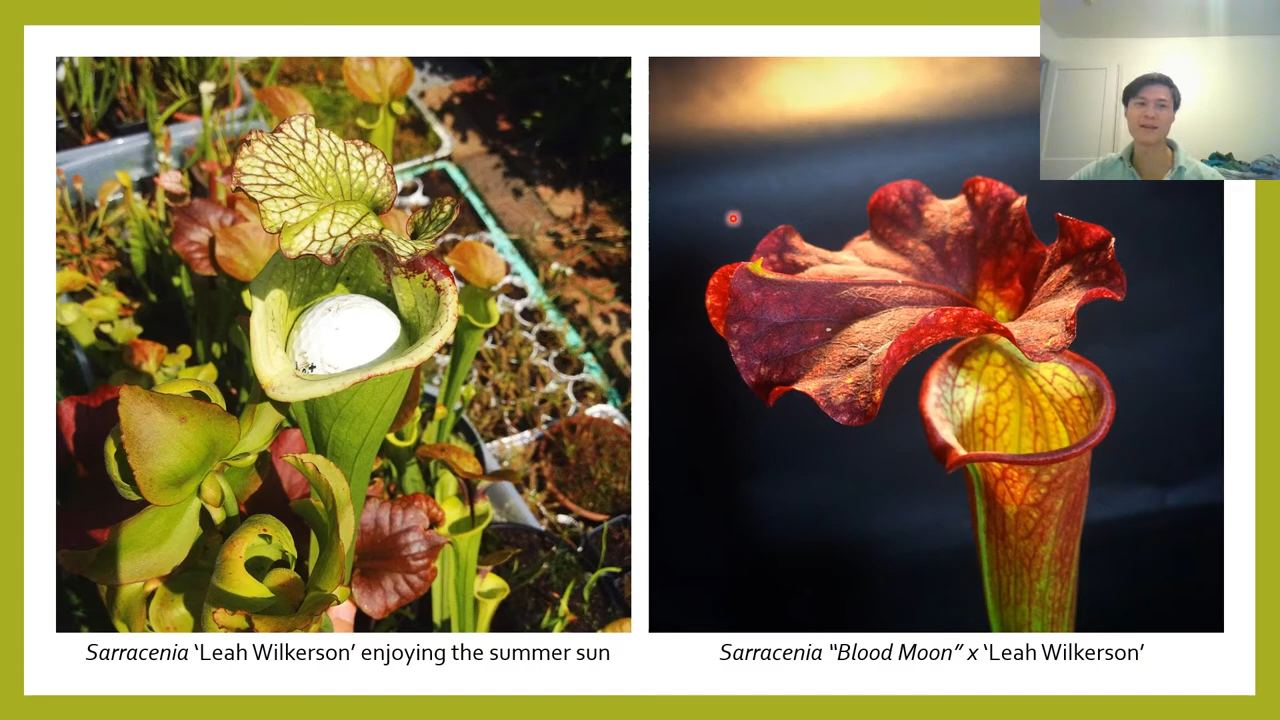 Sarracenia ‘Leah Wilkerson’ enjoying the summer sun
Sarracenia “Blood Moon” x ‘Leah Wilkerson’